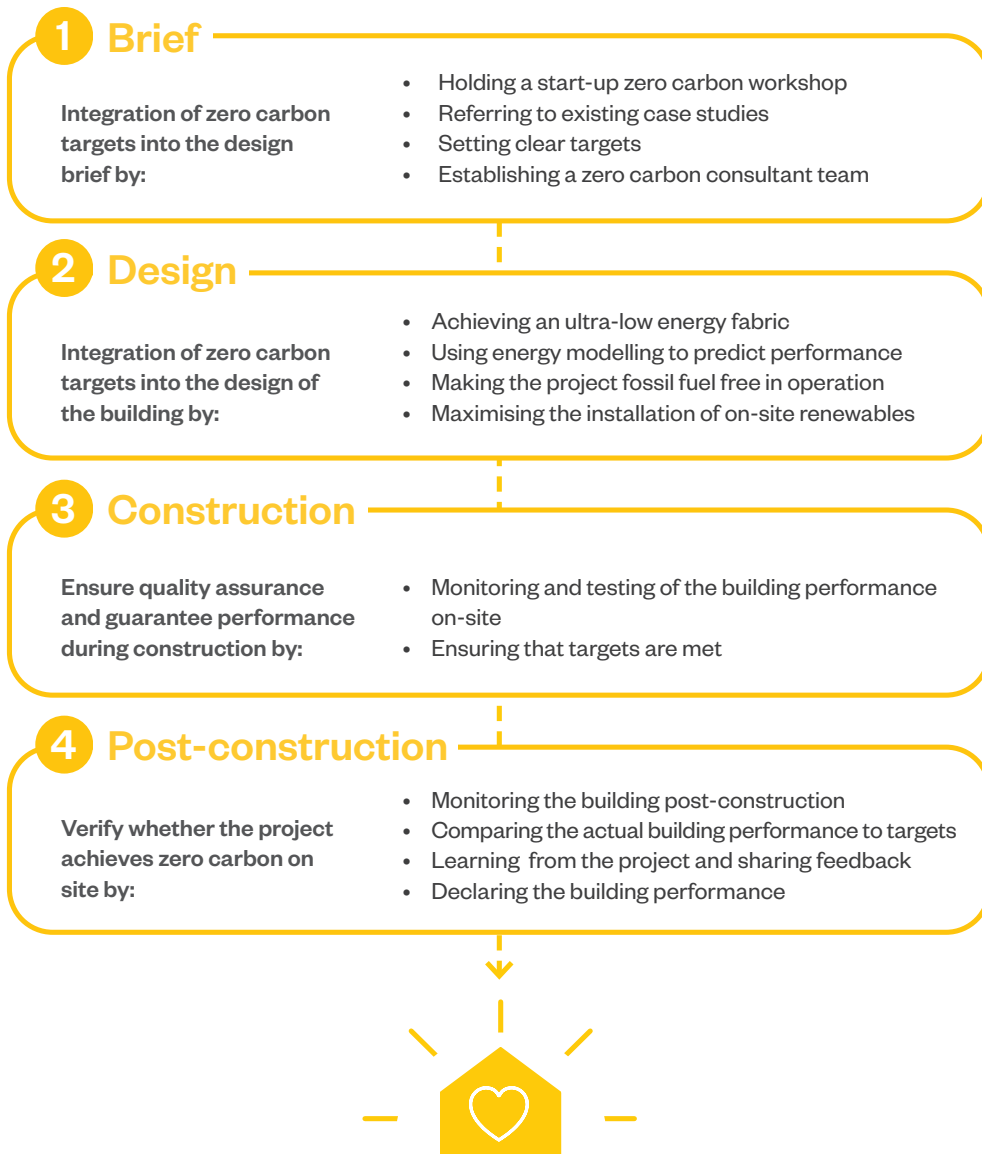 1 Brief
Integration of zero carbon
targets into the design
brief by:
• Holding a start-up zero carbon workshop
• Referring to existing case studies
• Setting clear targets
• Establishing a zero carbon consultant team
2 Design
Integration of zero carbon
targets into the design of
the building by:
• Achieving an ultra-low energy fabric
• Using energy modelling to predict performance
• Making the project fossil fuel free in operation
• Maximising the installation of on-site renewables
3 Construction
Ensure quality assurance
and guarantee performance
during construction by:
• Monitoring and testing of the building performance
on-site
• Ensuring that targets are met
4 Post-construction
Verify whether the project
achieves zero carbon on
site by:
• Monitoring the building post-construction
• Comparing the actual building performance to targets
• Learning from the project and sharing feedback
• Declaring the building performance